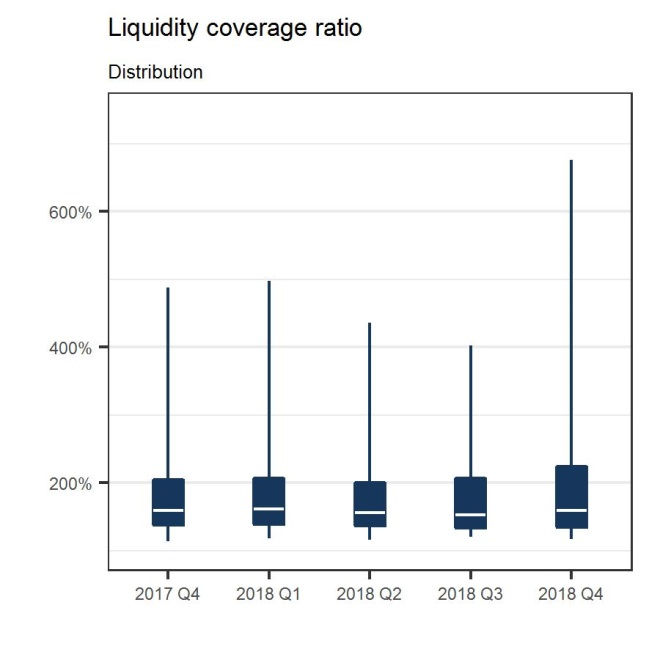 Liquidity coverage ratio
Distribution
600%
400%
200%
2017 Q4 2018 Q1 2018 Q2 2018 Q3 2018 Q4